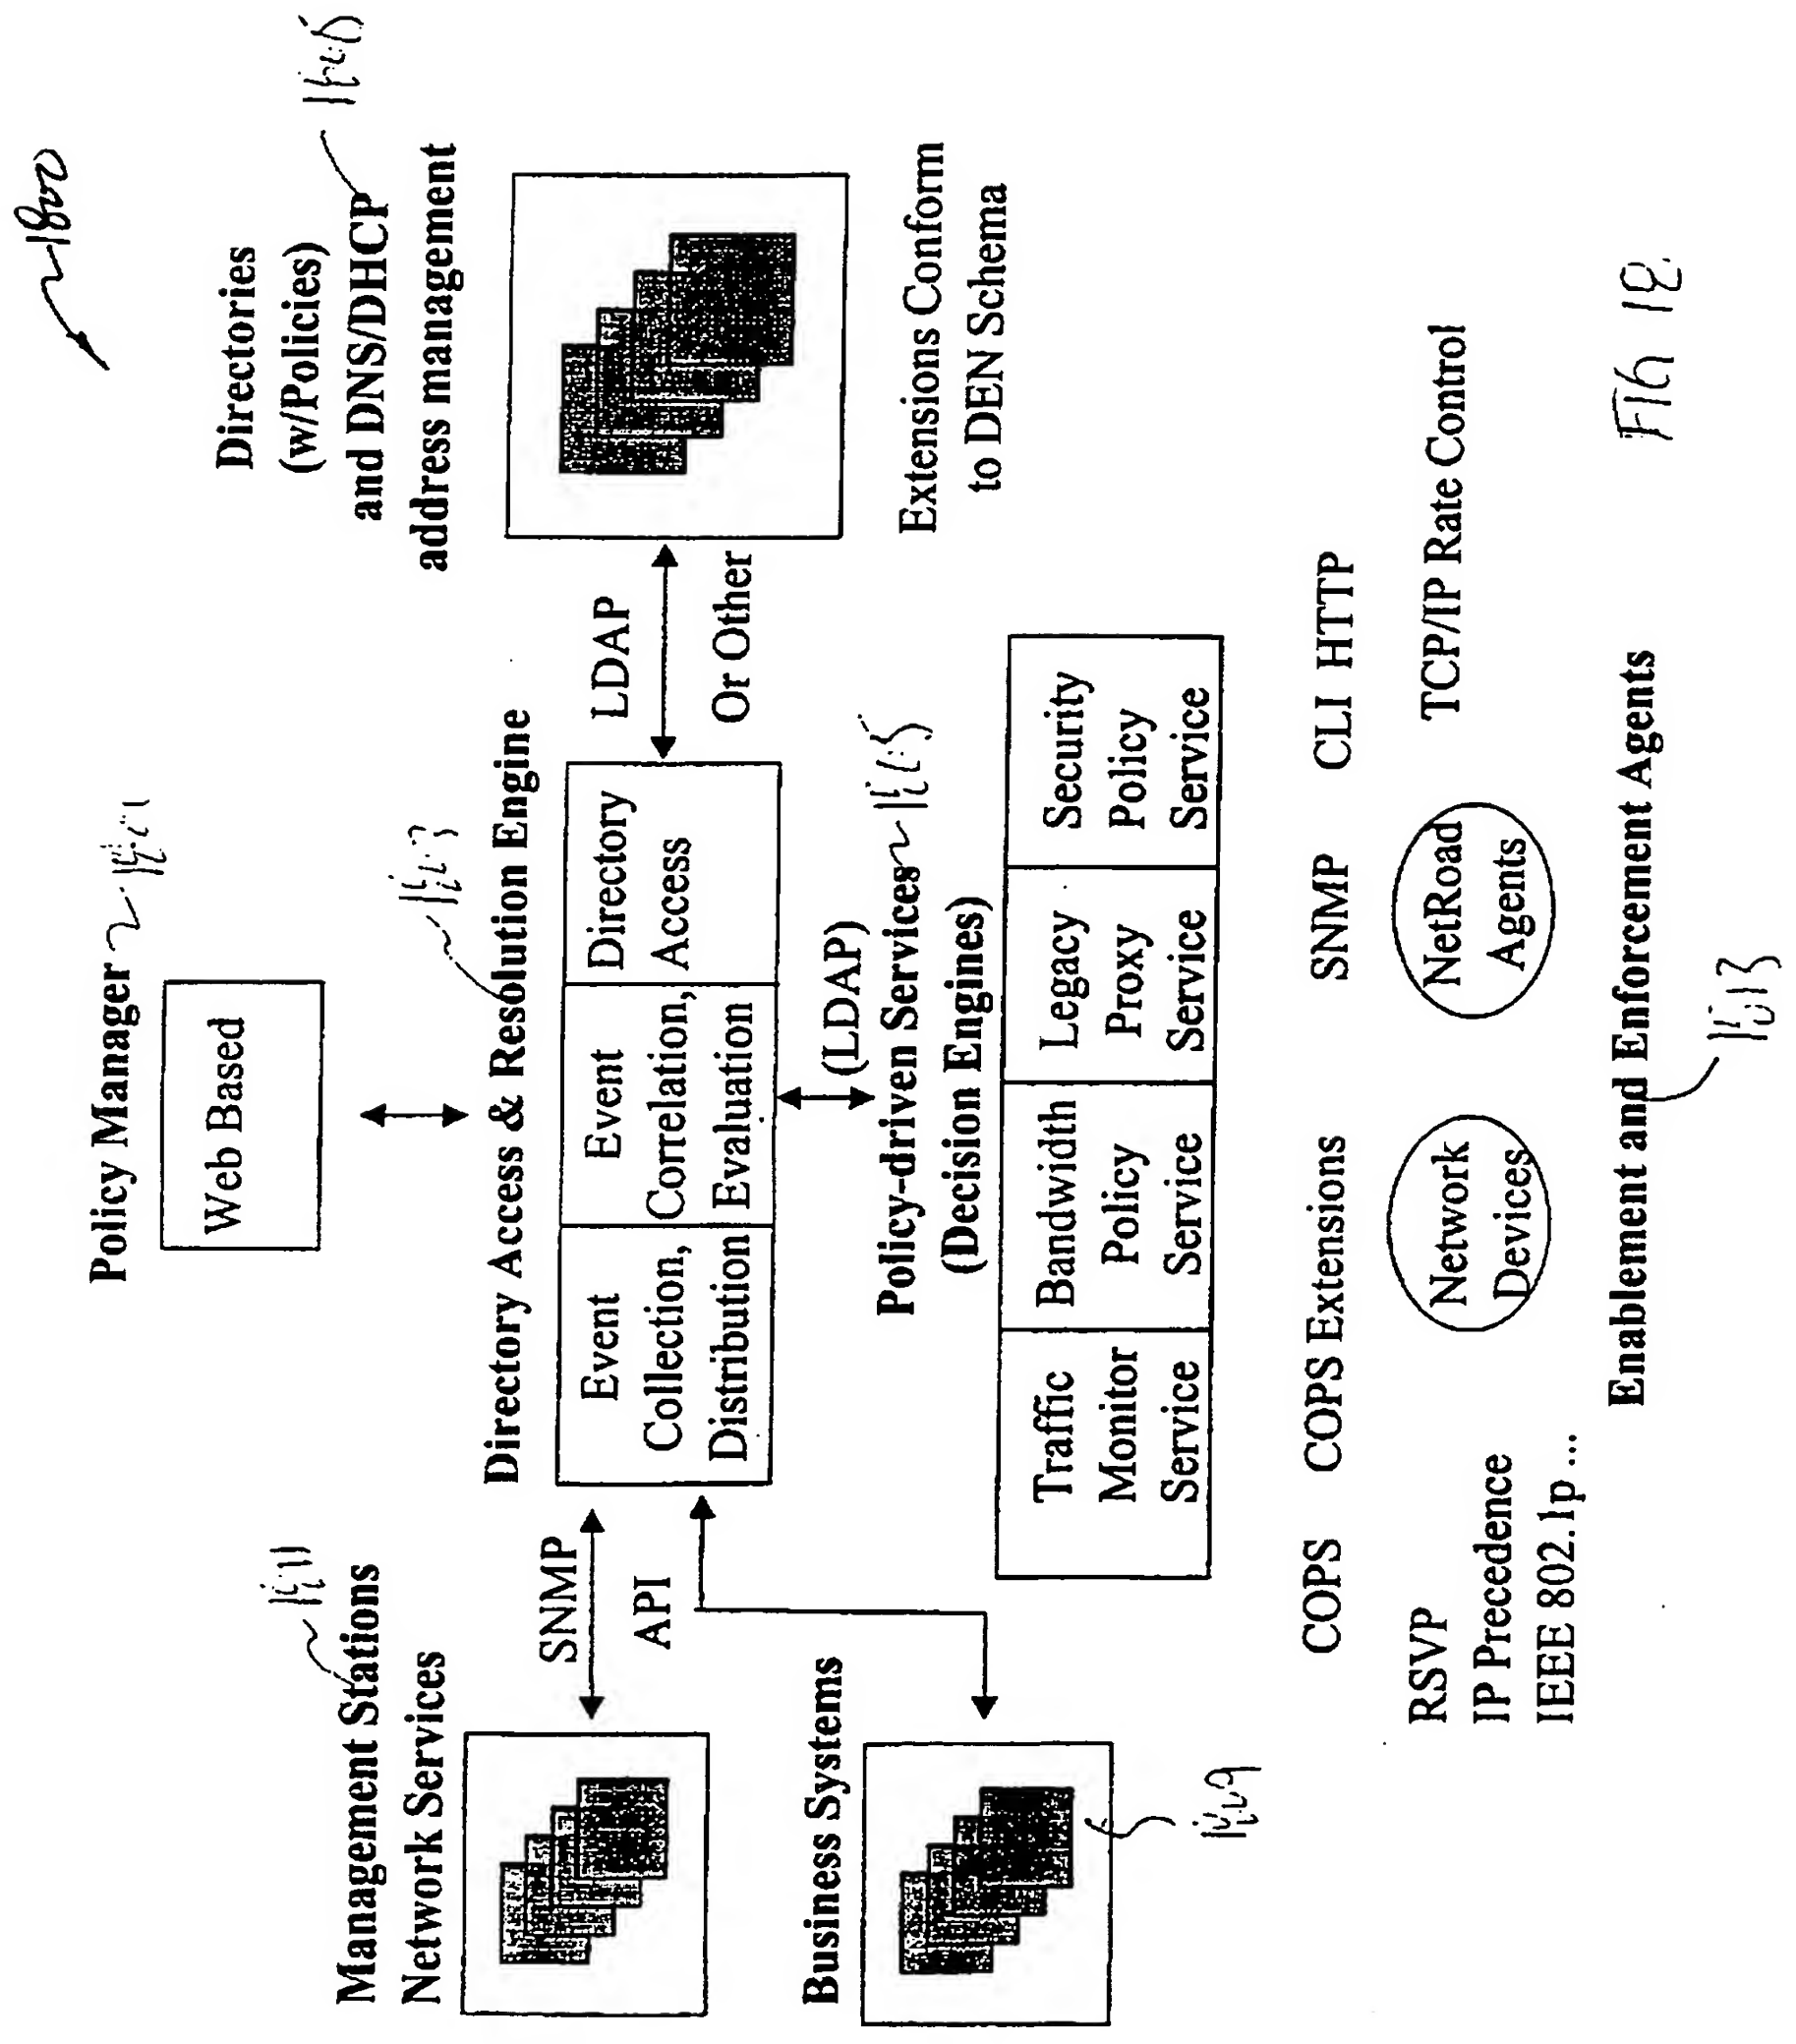 1800
Policy Manager
Web Based
Directories
(w/Policies)
and DNS/DHCP
address management
Management Stations
Network Services
1811
SNMP
API
Directory Access & Resolution Engine
1803
Event
Collection,
Distribution
Event
Correlation,
Evaluation
Directory
Access
LDAP
Or Other
Extensions Conform
to DEN Schema
(LDAP)
Business Systems
1809
Policy-driven Services
1805
(Decision Engines)
Traffic
Monitor
Service
Bandwidth
Policy
Service
Legacy
Proxy
Service
Security
Policy
Service
COPS
COPS Extensions
SNMP
CLI HTTP
RSVP
IP Precedence
IEEE 802.1p ...
Network
Devices
NetRoad
Agents
TCP/IP Rate Control
Enablement and Enforcement Agents
1813
FIG 18